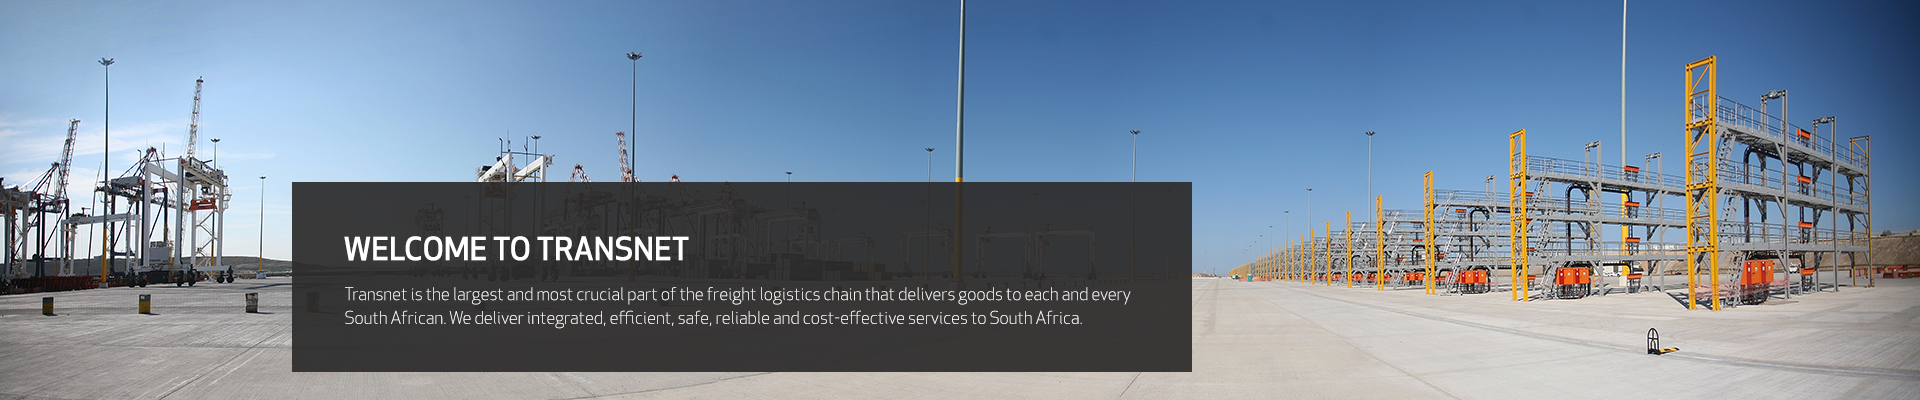 WELCOME TO TRANSNET
Transnet is the largest and most crucial part of the freight logistics chain that delivers goods to each and every
South African. We deliver integrated, efficient, safe, reliable and cost-effective services to South Africa.